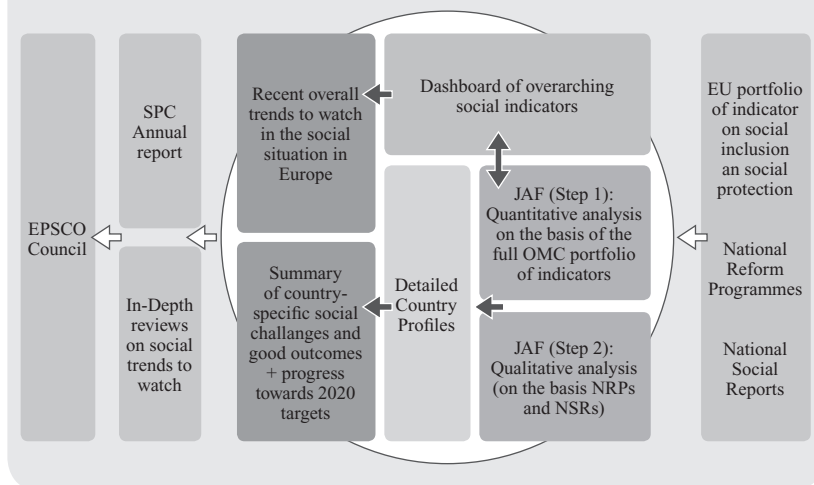 EPSCO
Council
SPC
Annual
report
In-Depth
reviews
on social
trends to
watch
Recent overall
trends to watch
in the social
situation in
Europe
Summary
of country-
specific social
challanges and
good outcomes
+ progress
towards 2020
targets
Dashboard of overarching
social indicators
Detailed
Country
Profiles
JAF (Step 1):
Quantitative analysis
on the basis of the
full OMC portfolio
of indicators
JAF (Step 2):
Qualitative analysis
(on the basis NRPs
and NSRs)
EU portfolio
of indicator
on social
inclusion
an social
protection
National
Reform
Programmes
National
Social
Reports